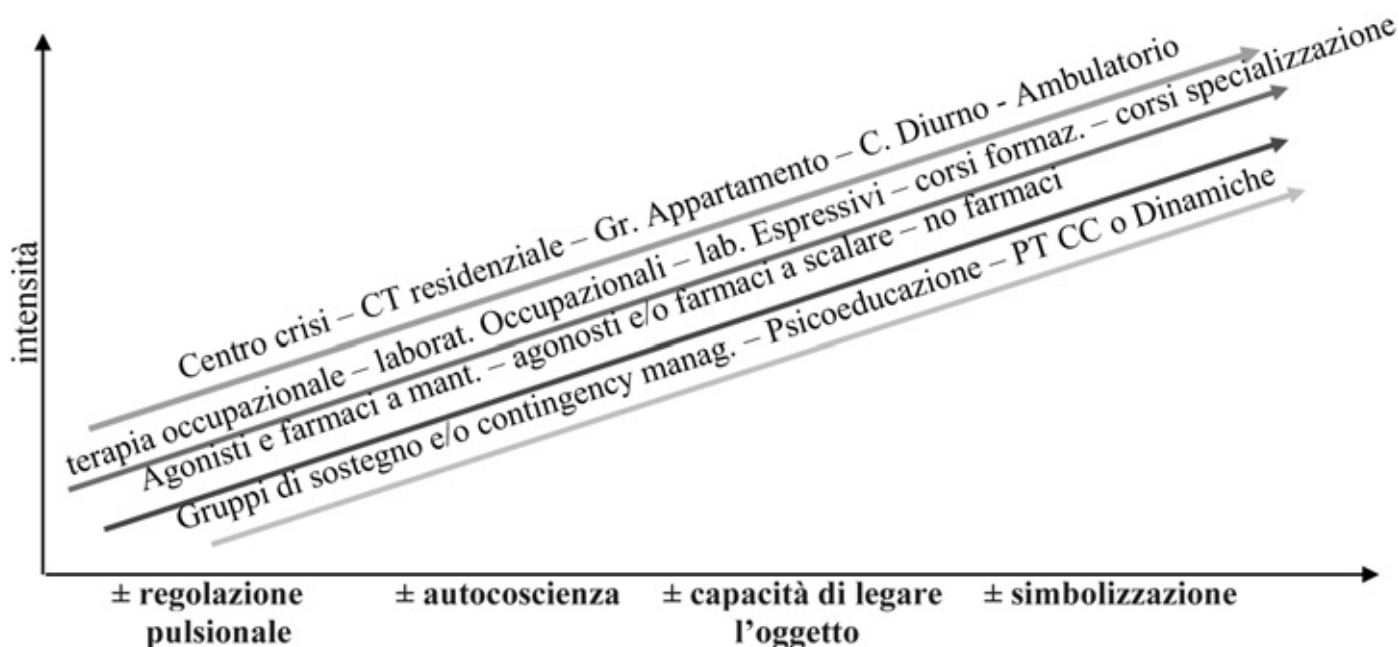 intensità
Centro crisi – CT residenziale – Gr. Appartamento – C. Diurno - Ambulatorio
terapia occupazionale – laborat. Occupazionali – lab. Espressivi – corsi formaz. – corsi specializzazione
Agonisti e farmaci a mant. – agonosti e/o farmaci a scalare – no farmaci
Gruppi di sostegno e/o contingency manag. – Psicoeducazione – PT CC o Dinamiche
± regolazione
pulsionale
± autocoscienza
± capacità di legare
l'oggetto
± simbolizzazione